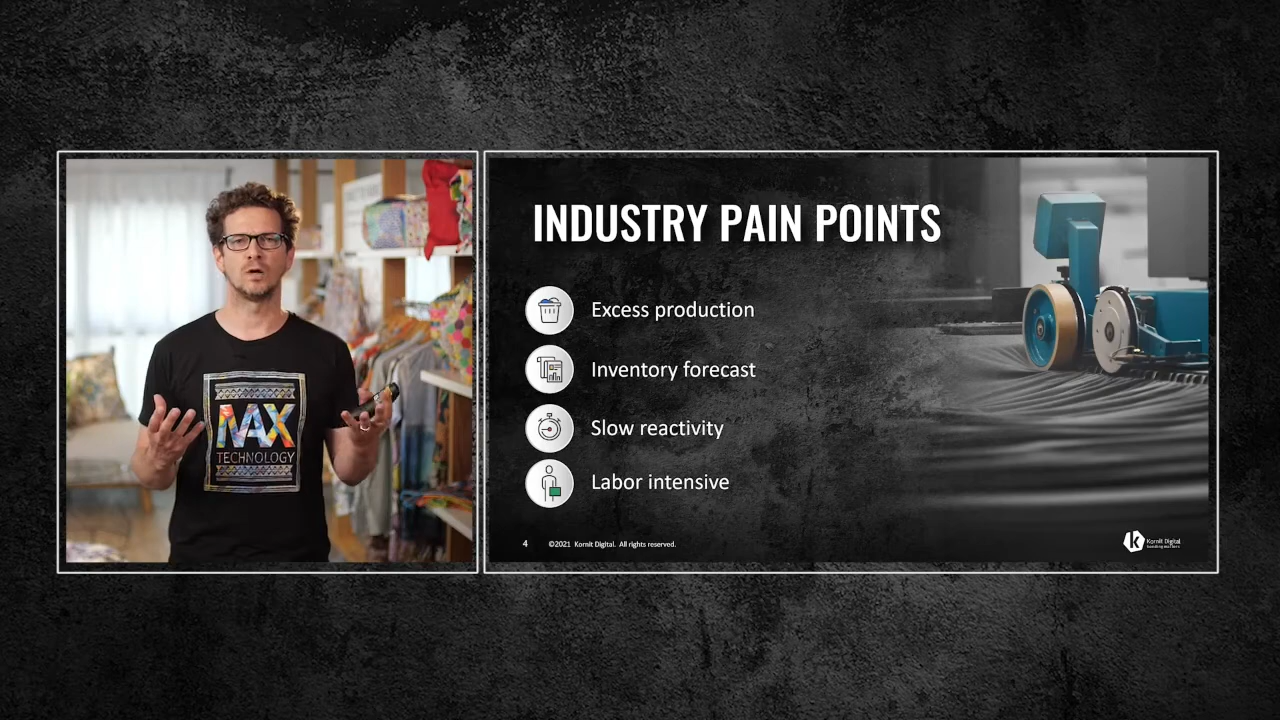 MAX
TECHNOLOGY
INDUSTRY PAIN POINTS
Excess production
Inventory forecast
Slow reactivity
Labor intensive
4 ©2021 Kornit Digital. All rights reserved.
k Kornit Digital